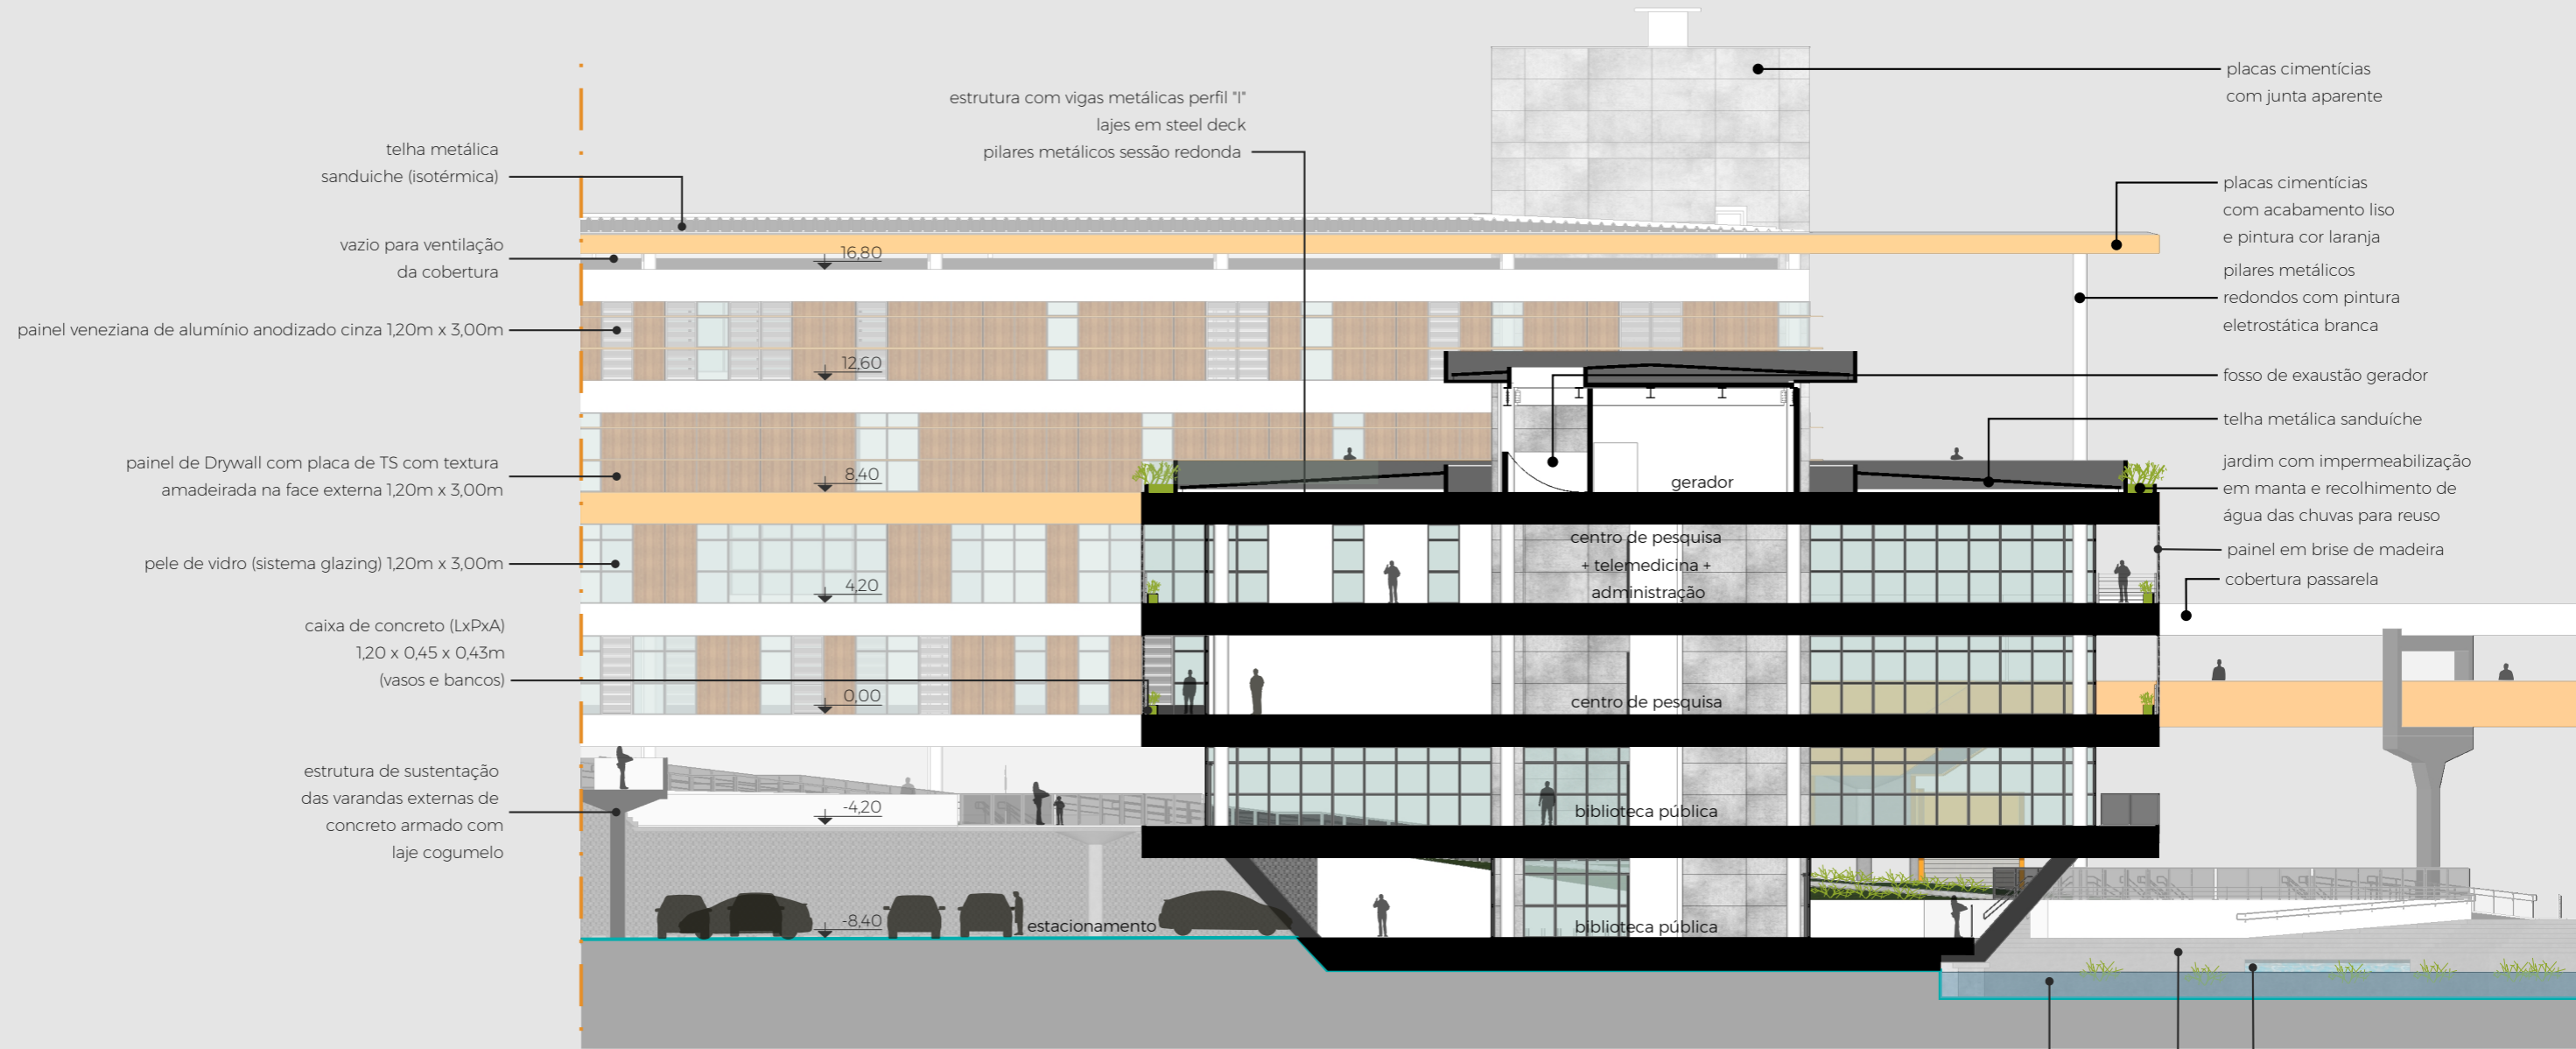 estrutura com vigas metálicas perfil "I"
lajes em steel deck
pilares metálicos sessão redonda
telha metálica
sanduiche (isotérmica)
vazio para ventilação
da cobertura
painel veneziana de alumínio anodizado cinza 1,20m x 3,00m
painel de Drywall com placa de TS com textura
amadeirada na face externa 1,20m x 3,00m
pele de vidro (sistema glazing) 1,20m x 3,00m
caixa de concreto (LxPxA)
1,20 x 0,45 x 0,43m
(vasos e bancos)
estrutura de sustentação
das varandas externas de
concreto armado com
laje cogumelo
16,80
12,60
8,40
4,20
0,00
-4,20
-8,40
estacionamento
gerador
centro de pesquisa
+ telemedicina +
administração
centro de pesquisa
biblioteca pública
biblioteca pública
placas cimentícias
com junta aparente
placas cimentícias
com acabamento liso
e pintura cor laranja
pilares metálicos
redondos com pintura
eletrostática branca
fosso de exaustão gerador
telha metálica sanduíche
jardim com impermeabilização
em manta e recolhimento de
água das chuvas para reuso
painel em brise de madeira
cobertura passarela